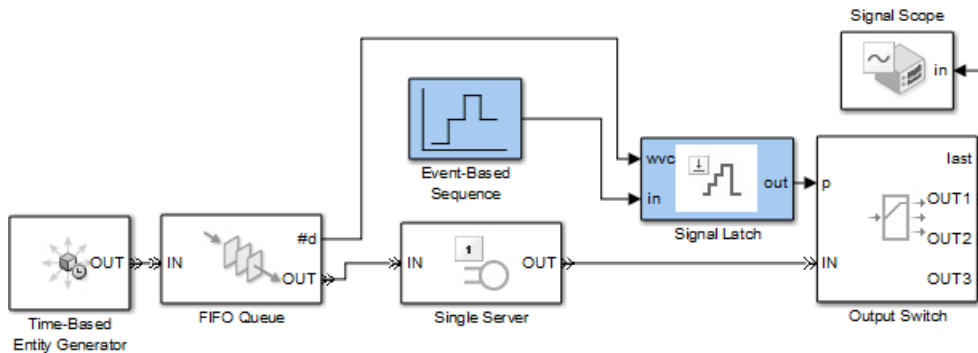 Signal Scope
in
Event-Based
Sequence
wvc
in
out
Signal Latch
last
p
OUT1
OUT2
IN
OUT3
Output Switch
OUT
Time-Based
Entity Generator
IN
#d
OUT
FIFO Queue
IN
1
OUT
Single Server